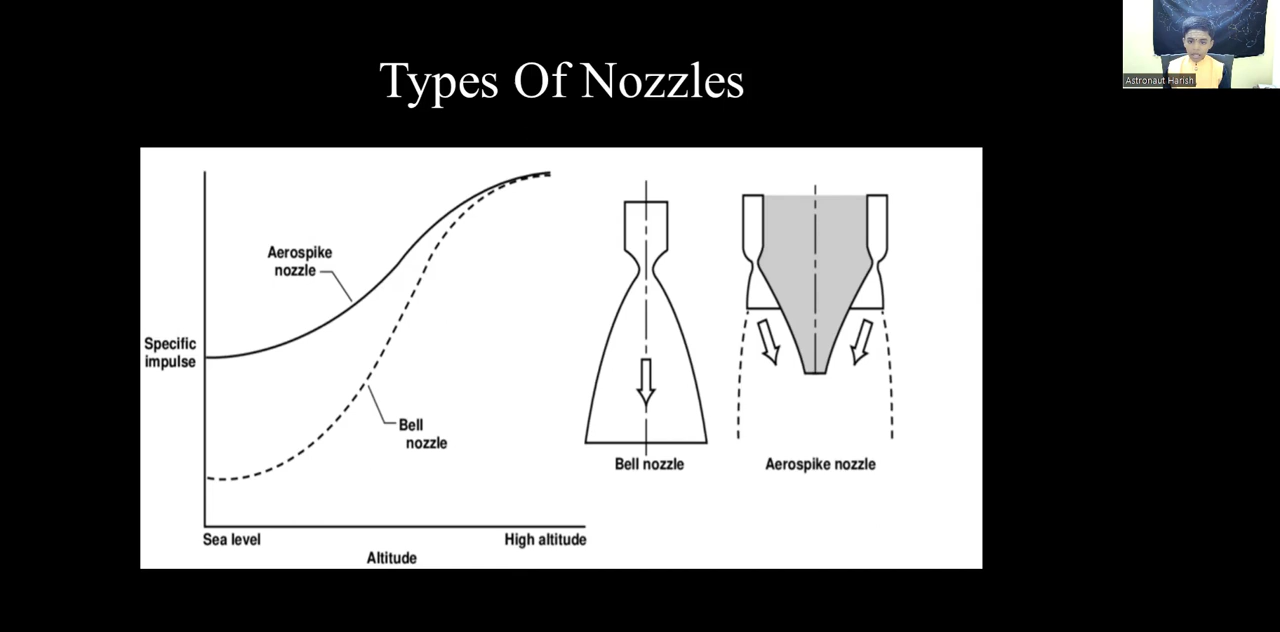 Types Of Nozzles
Astronaut Harish
Aerospike
nozzle
Specific
impulse
Bell
nozzle
Sea level
High altitude
Altitude
Bell nozzle
Aerospike nozzle